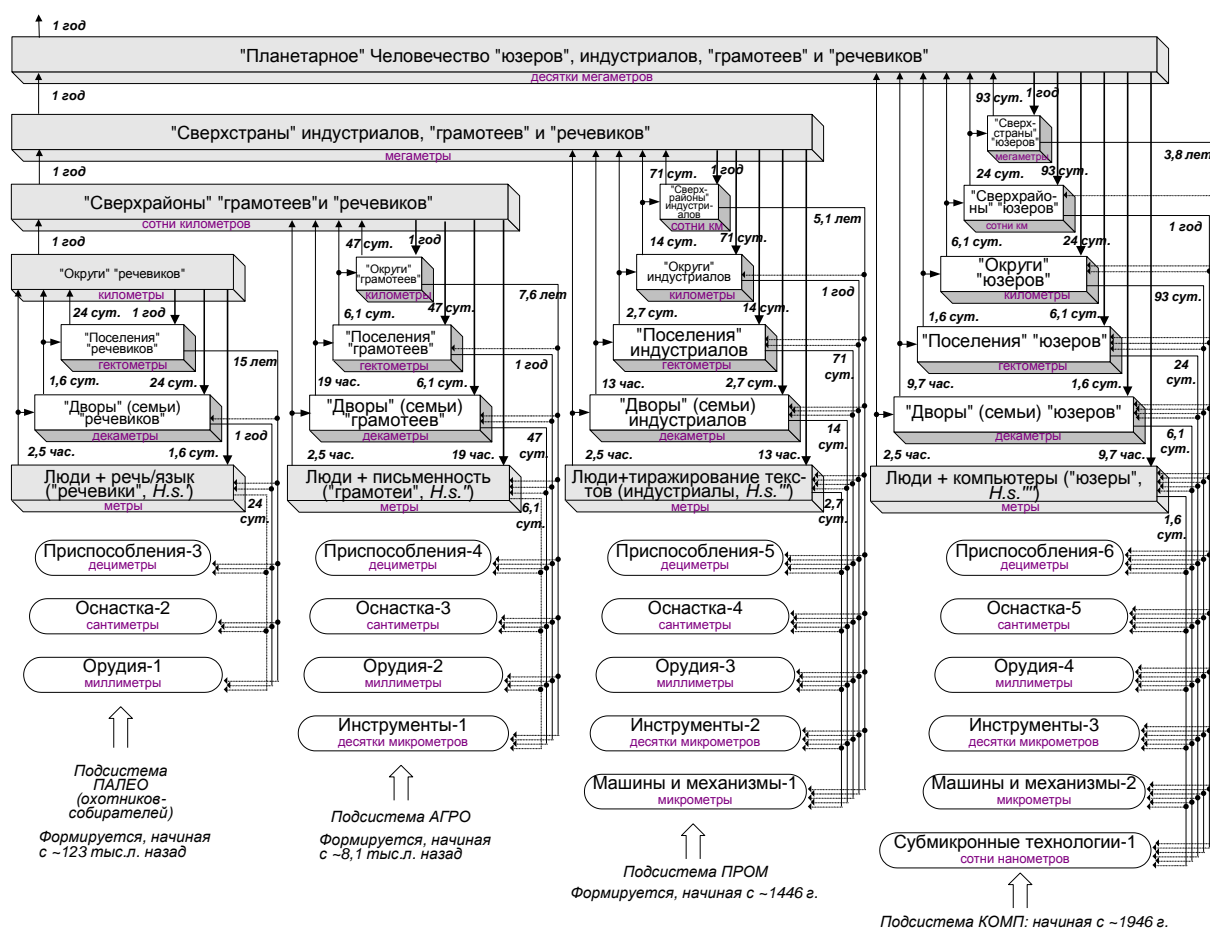 1 год
"Планетарное" Человечество "юзеров", индустриалов, "грамотеев" и "речевиков"
десятки мегаметров
1 год
93 сут.
1 год
"Сверхстраны" индустриалов, "грамотеев" и "речевиков"
мегаметры
"Сверх-
страны"
"юзеров"
мегаметры
3,8 лет
1 год
71 сут.
1 год
24 сут.
93 сут.
"Сверхрайоны" "грамотеев"и "речевиков"
сотни километров
"Сверх-
районы"
индустри-
алов
сотни км
5,1 лет
"Сверхрайо-
ны" "юзеров"
сотни км
1 год
1 год
47 сут.
1 год
14 сут.
71 сут.
6,1 сут.
24 сут.
"Округи" "речевиков"
километры
"Округи"
"грамотеев"
километры
7,6 лет
"Округи"
индустриалов
километры
1 год
"Округи"
"юзеров"
километры
93 сут.
24 сут.
1 год
6,1 сут.
47 сут.
2,7 сут.
14 сут.
1,6 сут.
6,1 сут.
"Поселения"
"речевиков"
гектометры
15 лет
"Поселения"
"грамотеев"
гектометры
1 год
"Поселения"
индустриалов
гектометры
71
сут.
"Поселения" "юзеров"
гектометры
24
сут.
1,6 сут.
24 сут.
19 час.
6,1 сут.
13 час.
2,7 сут.
9,7 час.
1,6 сут.
"Дворы" (семьи)
"речевиков"
декаметры
1 год
"Дворы" (семьи)
"грамотеев"
декаметры
47
сут.
"Дворы" (семьи)
индустриалов
декаметры
14
сут.
"Дворы" (семьи) "юзеров"
декаметры
6,1
сут.
2,5 час.
1,6 сут.
2,5 час.
19 час.
2,5 час.
13 час.
2,5 час.
9,7 час.
Люди + речь/язык
("речевики", H.s.')
метры
24
сут.
Люди + письменность
("грамотеи", H.s.'')
метры
6,1
сут.
Люди+тиражирование текс-
тов (индустриалы, H.s.''')
метры
2,7
сут.
Люди + компьютеры ("юзеры",
H.s.'''')
метры
1,6
сут.
Приспособления-3
дециметры
Приспособления-4
дециметры
Приспособления-5
дециметры
Приспособления-6
дециметры
Оснастка-2
сантиметры
Оснастка-3
сантиметры
Оснастка-4
сантиметры
Оснастка-5
сантиметры
Орудия-1
миллиметры
Орудия-2
миллиметры
Орудия-3
миллиметры
Орудия-4
миллиметры
Инструменты-1
десятки микрометров
Инструменты-2
десятки микрометров
Инструменты-3
десятки микрометров
Машины и механизмы-1
микрометры
Машины и механизмы-2
микрометры
Субмикронные технологии-1
сотни нанометров
Подсистема
ПАЛЕО
(охотников-
собирателей)
Формируется, начиная
с ~123 тыс.л. назад
Подсистема АГРО
Формируется, начиная
с ~8,1 тыс.л. назад
Подсистема ПРОМ
Формируется, начиная с ~1446 г.
Подсистема КОМП: начиная с ~1946 г.